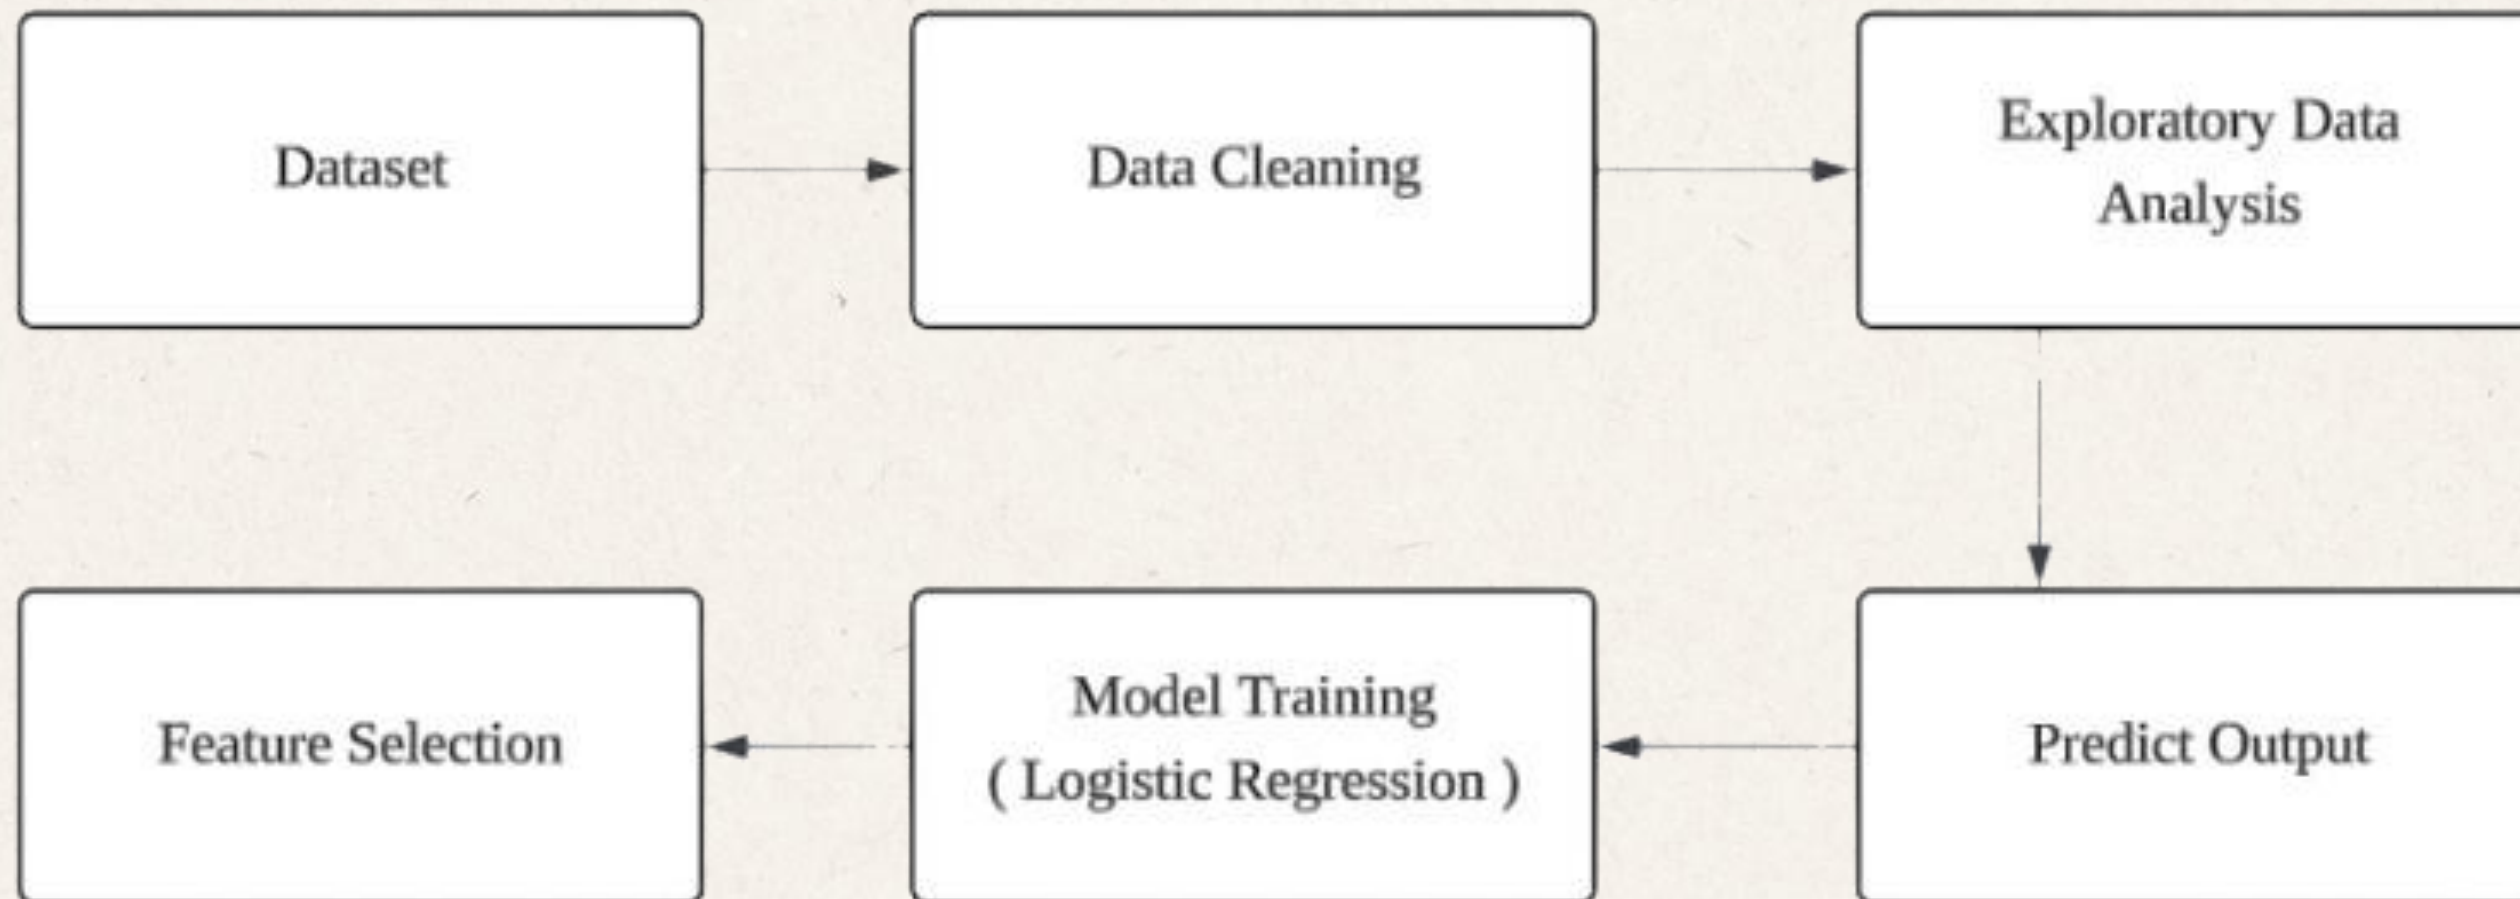 Dataset
Data Cleaning
Exploratory Data
Analysis
Feature Selection
Model Training
( Logistic Regression )
Predict Output